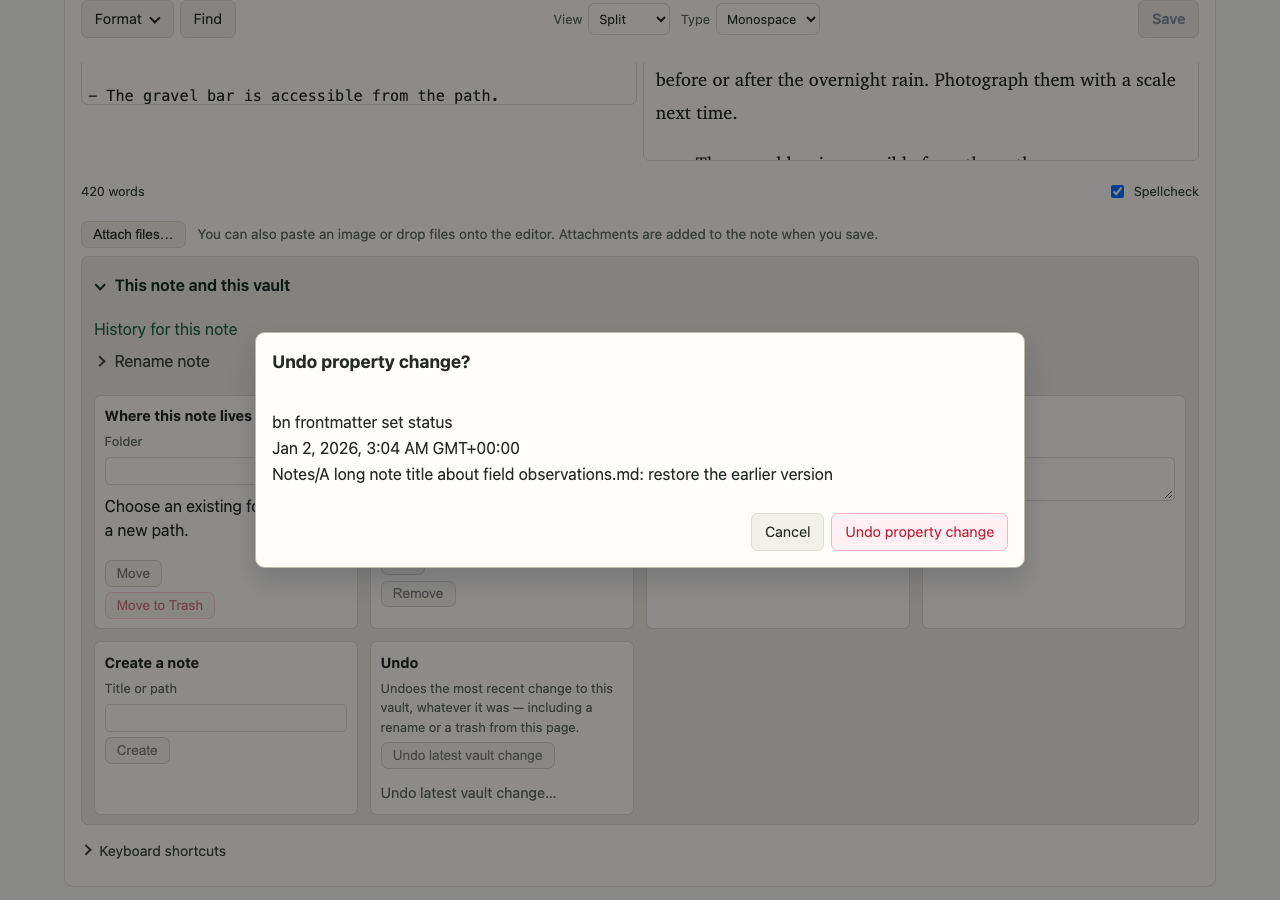 Format
Find
View
Split
Type
Monospace
Save
- The gravel bar is accessible from the path.
before or after the overnight rain. Photograph them with a scale
next time.
420 words
Spellcheck
Attach files…
You can also paste an image or drop files onto the editor. Attachments are added to the note when you save.
This note and this vault
History for this note
Rename note
Where this note lives
Folder
Choose an existing
a new path.
Move
Move to Trash
Remove
Undo property change?
bn frontmatter set status
Jan 2, 2026, 3:04 AM GMT+00:00
Notes/A long note title about field observations.md: restore the earlier version
Cancel
Undo property change
Create a note
Title or path
Create
Undo
Undoes the most recent change to this
vault, whatever it was — including a
rename or a trash from this page.
Undo latest vault change
Undo latest vault change…
Keyboard shortcuts